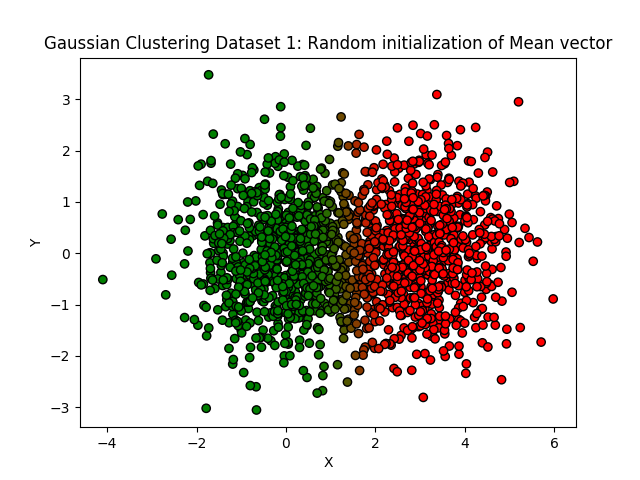 Gaussian Clustering Dataset 1: Random initialization of Mean vector
3
2
1
0
−1
−2
−3
Y
−4 −2 0 2 4 6
X